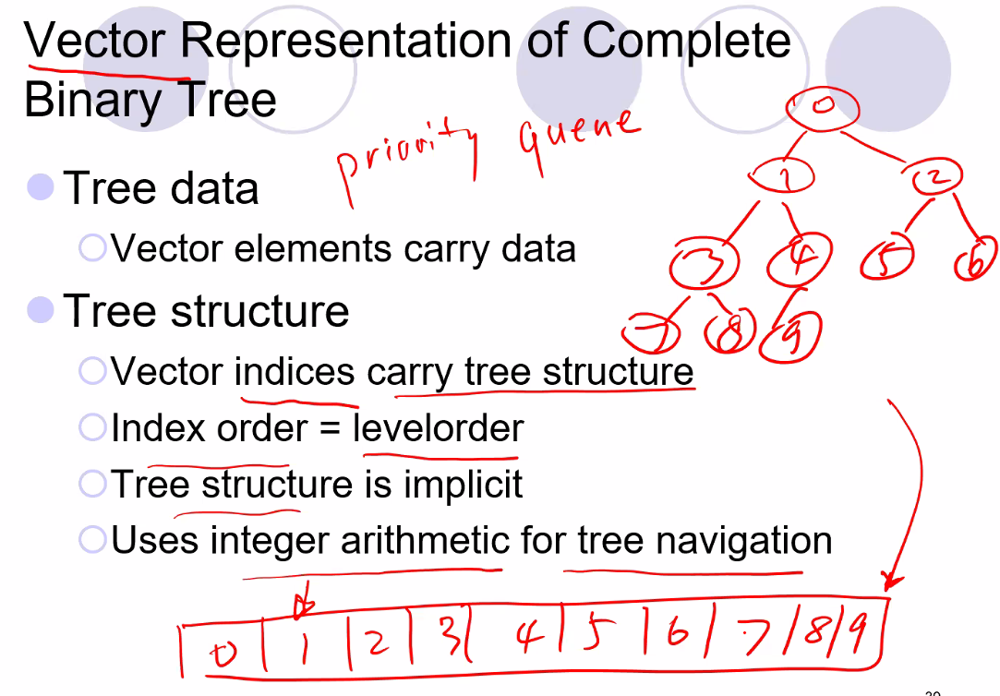 Vector Representation of Complete
Binary Tree
priority queue
0
1 2
3 4 5 6
7 8 9
Tree data
Vector elements carry data
Tree structure
Vector indices carry tree structure
Index order = levelorder
Tree structure is implicit
Uses integer arithmetic for tree navigation
0 1 2 3 4 5 6 7 8 9